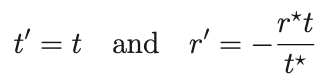 t′ = t and r′ = −r⋆t/t⋆